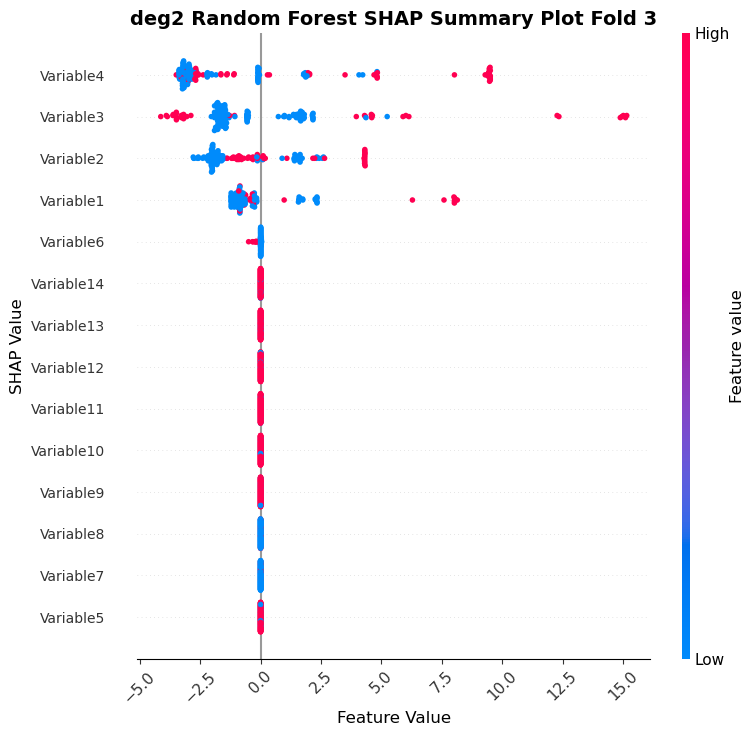 deg2 Random Forest SHAP Summary Plot Fold 3
High
Variable4
Variable3
Variable2
Variable1
Variable6
Variable14
Variable13
Variable12
Variable11
Variable10
Variable9
Variable8
Variable7
Variable5
SHAP Value
Feature value
Low
−5.0
−2.5
0.0
2.5
5.0
7.5
10.0
12.5
15.0
Feature Value